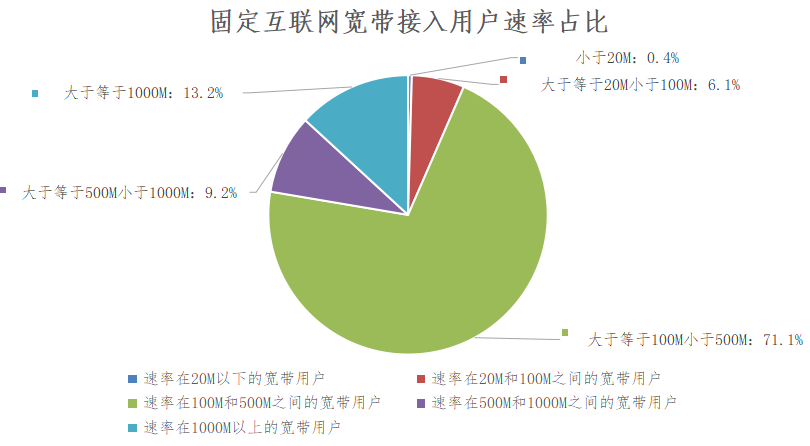 固定互联网宽带接入用户速率占比
小于20M: 0.4%
大于等于20M小于100M: 6.1%
大于等于1000M: 13.2%
大于等于500M小于1000M: 9.2%
大于等于100M小于500M: 71.1%
速率在20M以下的宽带用户
速率在20M和100M之间的宽带用户
速率在100M和500M之间的宽带用户
速率在500M和1000M之间的宽带用户
速率在1000M以上的宽带用户